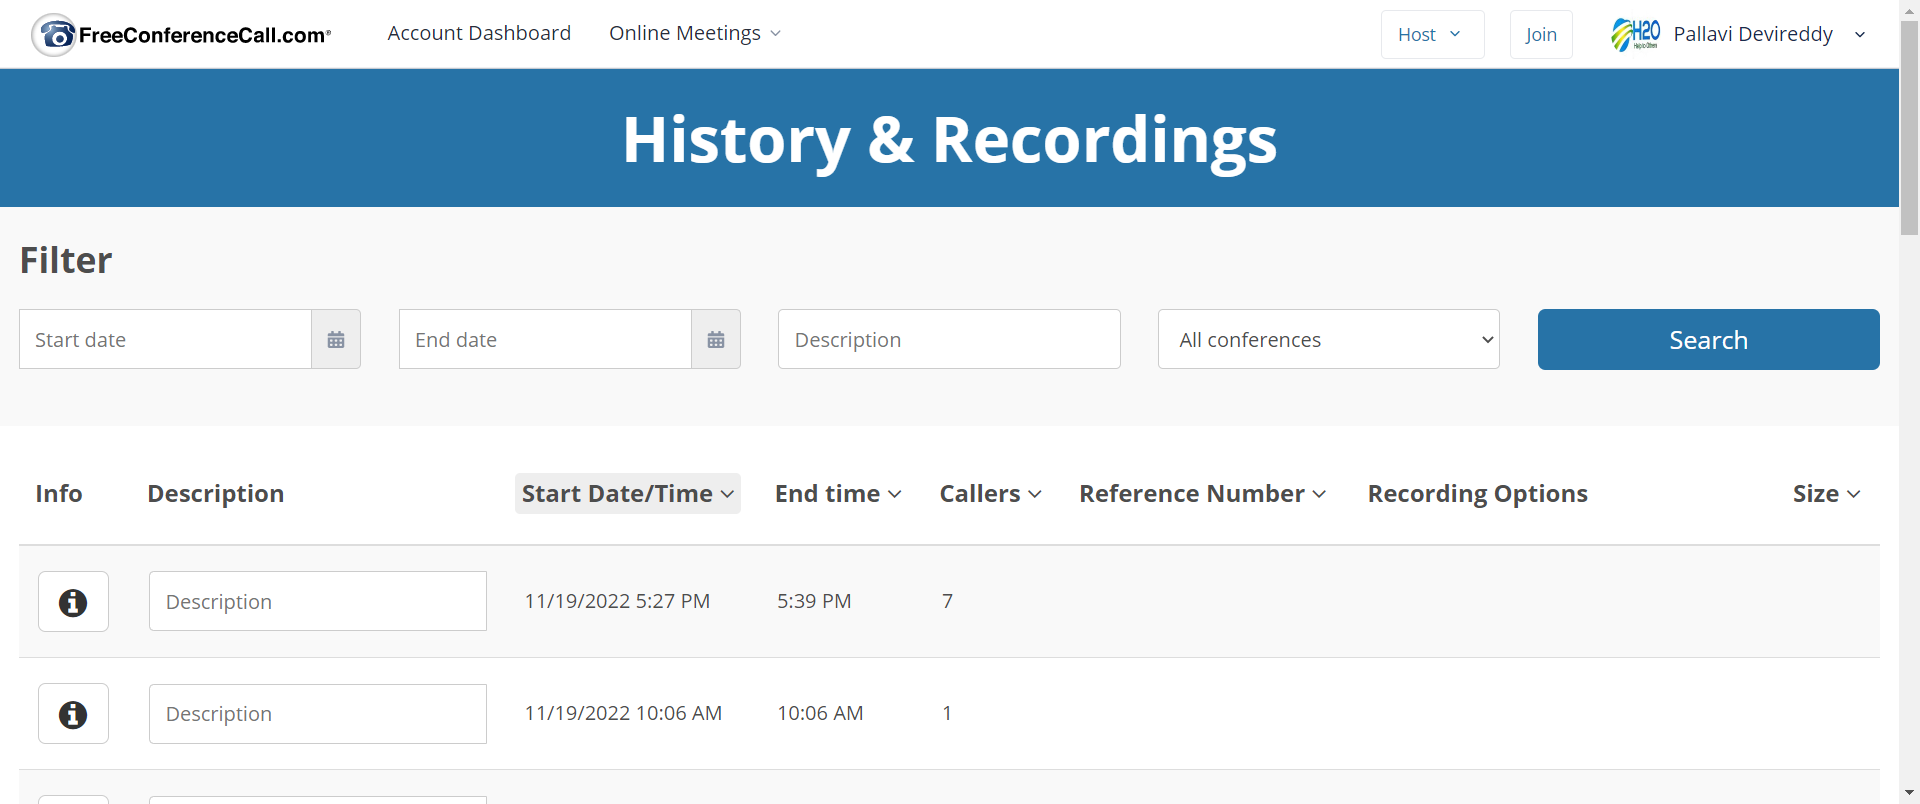 FreeConferenceCall.com® Account Dashboard Online Meetings Host Join H2O Help to Others Pallavi Devireddy
History & Recordings
Filter
Start date End date Description All conferences Search
Info Description Start Date/Time End time Callers Reference Number Recording Options Size
Description 11/19/2022 5:27 PM 5:39 PM 7
Description 11/19/2022 10:06 AM 10:06 AM 1